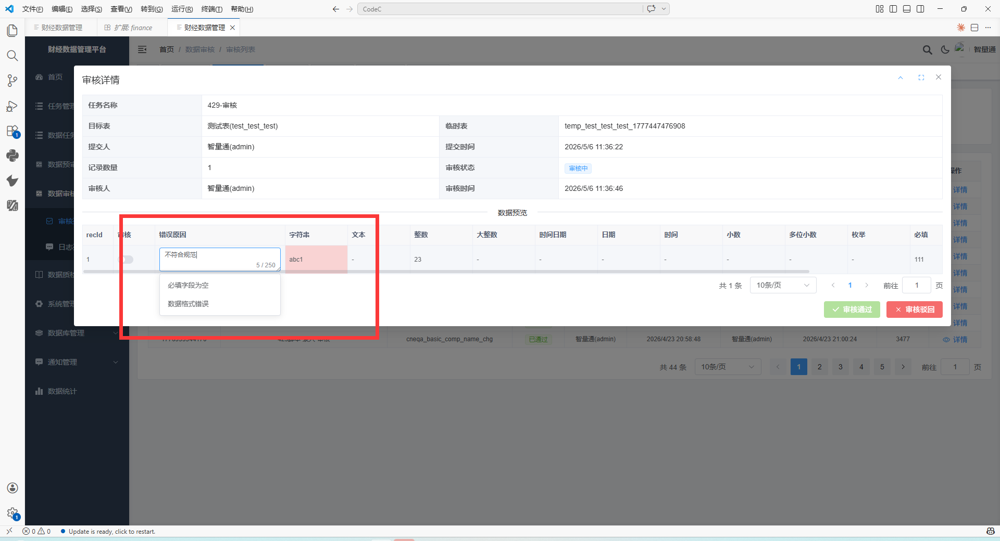 文件(F) 编辑(E) 选择(S) 查看(V) 转到(G) 运行(R) 终端(T) 帮助(H) CodeC
财经数据管理 扩展: finance 财经数据管理
财经数据管理平台 首页 / 数据审核 / 审核列表 智量通
首页
任务管理
数据任务
数据预审
数据审核
审核
日志
数据质检
系统管理
数据库管理
通知管理
数据统计
审核详情
任务名称 429-审核
目标表 测试表(test_test_test) 临时表 temp_test_test_test_1777447476908
提交人 智量通(admin) 提交时间 2026/5/6 11:36:22
记录数量 1 审核状态 审核中
审核人 智量通(admin) 审核时间 2026/5/6 11:36:46
数据预览
recId 审核 错误原因 字符串 文本 整数 大整数 时间日期 日期 时间 小数 多位小数 枚举 必填
1 不符合规范 5 / 250 abc1 - 23 - - - - - - - 111
必填字段为空
数据格式错误
共 1 条 10条/页 1 前往 1 页
审核通过 审核驳回
操作
详情
详情
详情
详情
详情
详情
详情
详情
详情
cneqa_basic_comp_name_chg 已通过 智量通(admin) 2026/4/23 20:58:48 智量通(admin) 2026/4/23 21:00:24 3477 详情
共 44 条 10条/页 1 2 3 4 5 前往 1 页
1
1
0 0 Update is ready, click to restart.